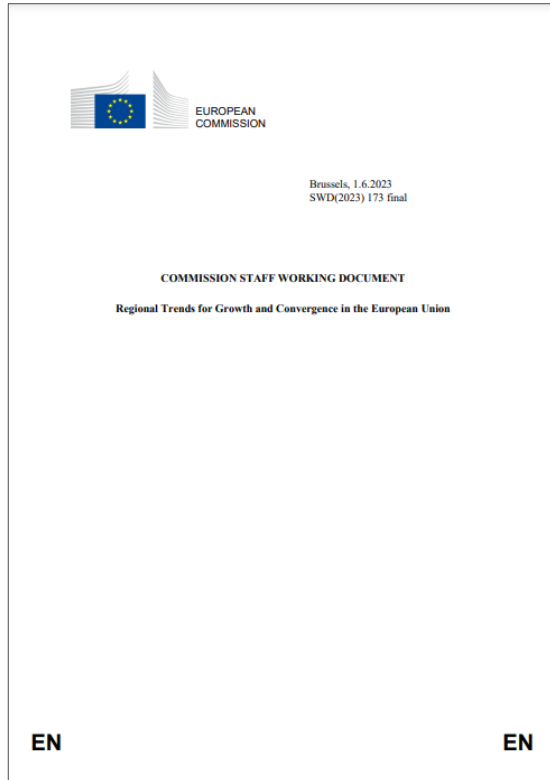 EUROPEAN
COMMISSION
Brussels, 1.6.2023
SWD(2023) 173 final
COMMISSION STAFF WORKING DOCUMENT
Regional Trends for Growth and Convergence in the European Union
EN
EN